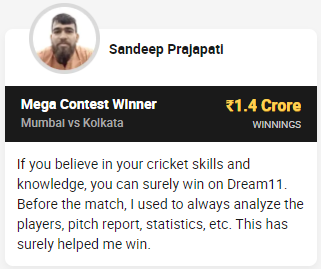 Sandeep Prajapati
Mega Contest Winner
₹1.4 Crore
Mumbai vs Kolkata
WINNINGS
If you believe in your cricket skills and
knowledge, you can surely win on Dream11.
Before the match, I used to always analyze the
players, pitch report, statistics, etc. This has
surely helped me win.